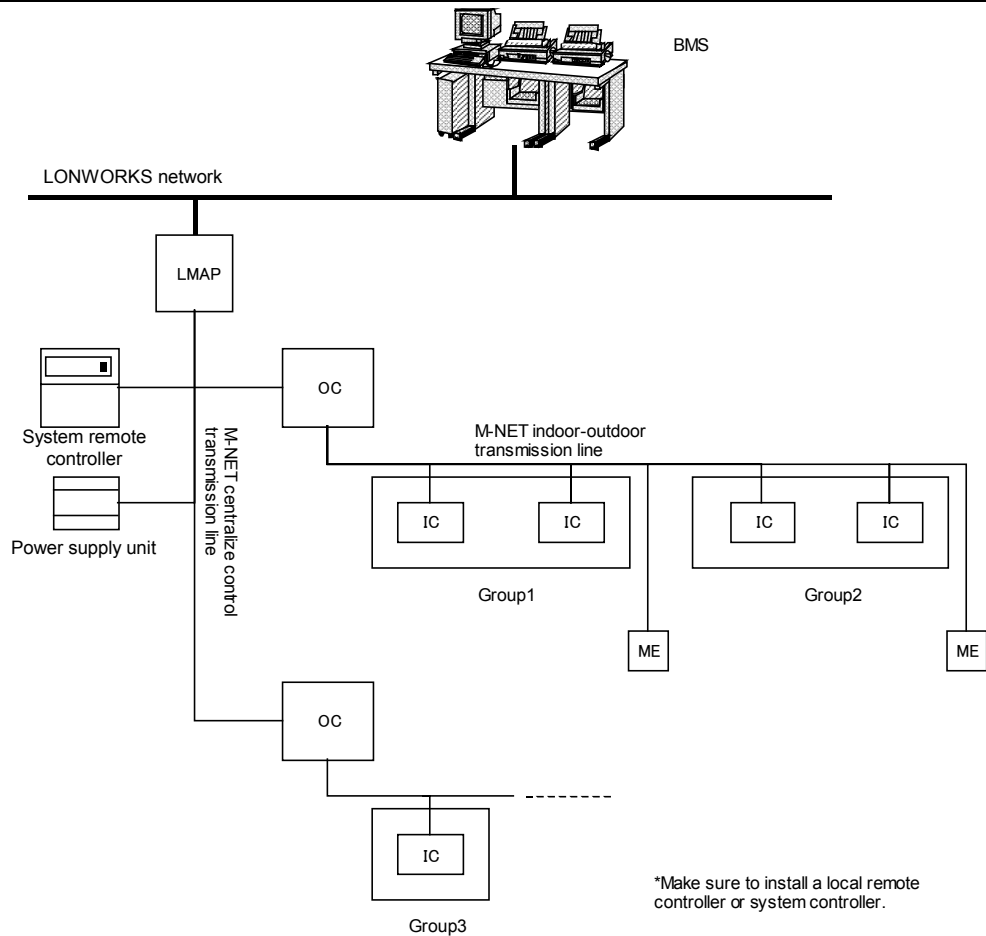 BMS
LONWORKS network
LMAP
System remote
controller
Power supply unit
M-NET centralize control
transmission line
OC
M-NET indoor-outdoor
transmission line
IC
IC
IC
IC
Group1
Group2
ME
ME
OC
IC
Group3
*Make sure to install a local remote
controller or system controller.